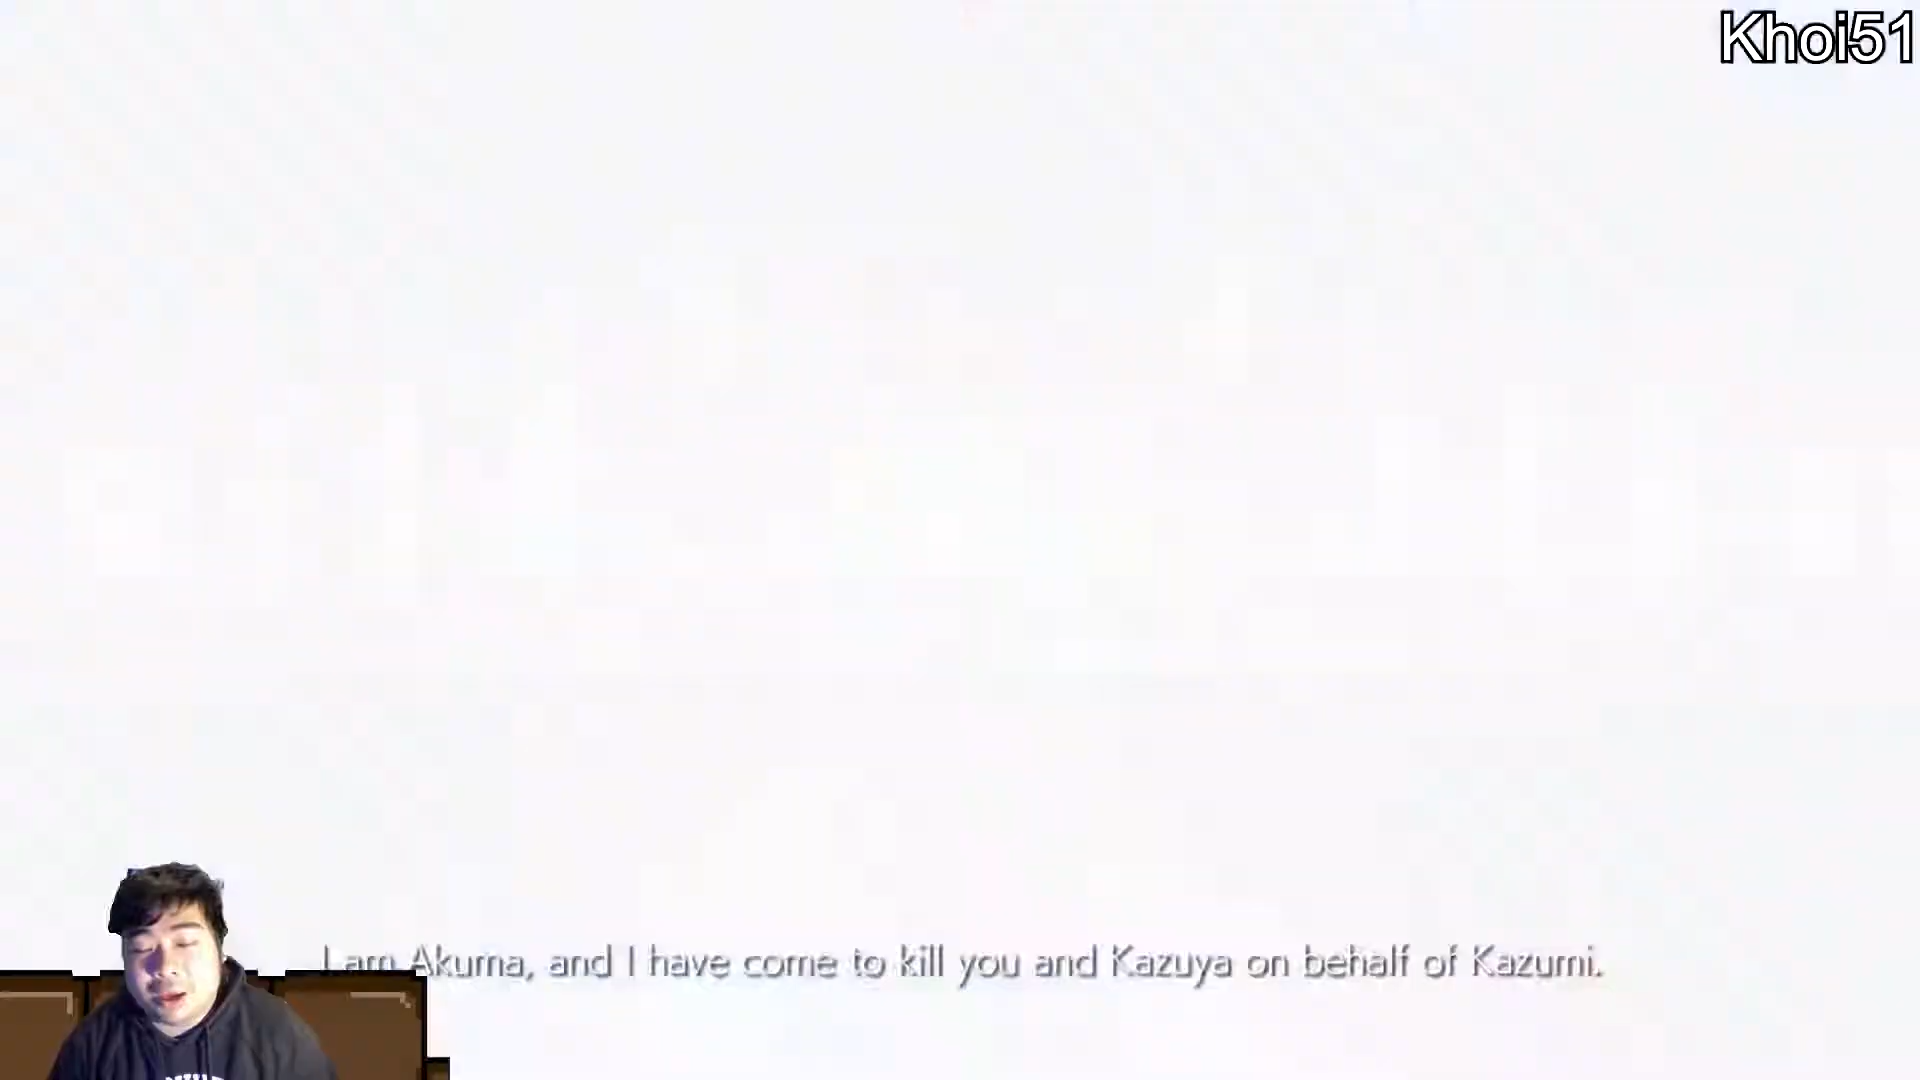 Khoi51
I am Akuma, and I have come to kill you and Kazuya on behalf of Kazumi.